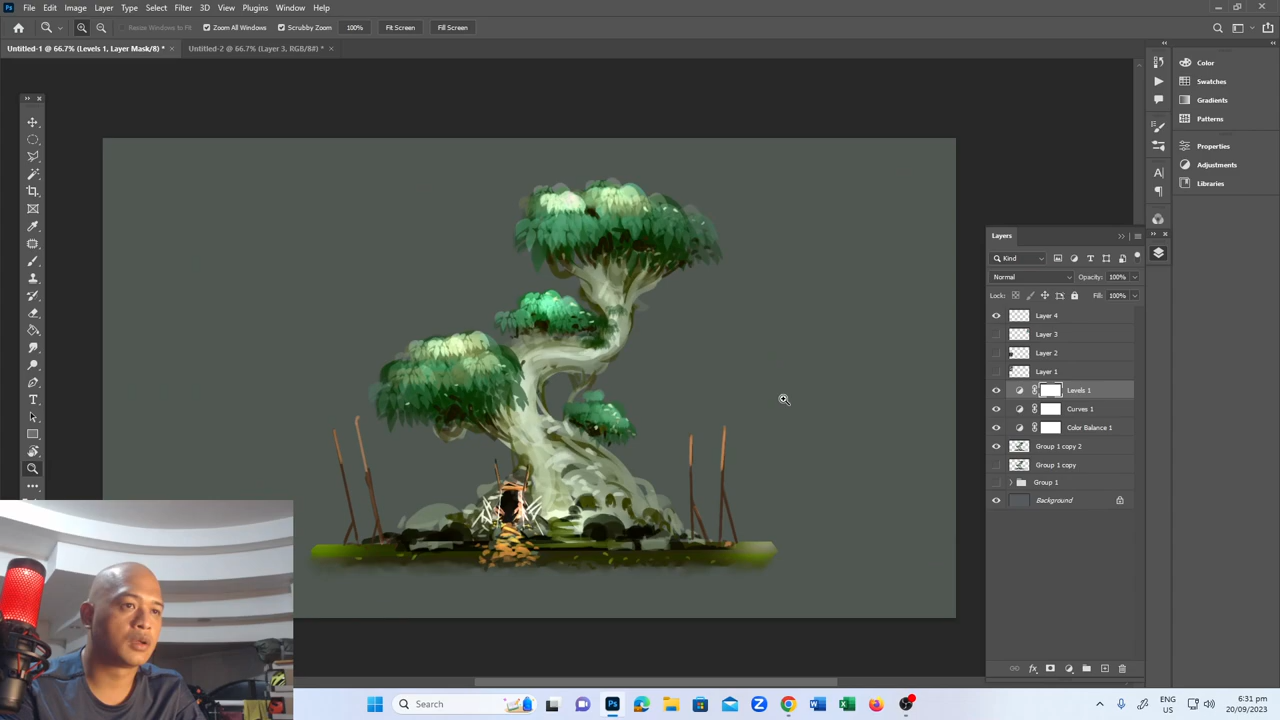 File Edit Image Layer Type Select Filter 3D View Plugins Window Help
Resize Windows to Fit Zoom All Windows Scrubby Zoom 100% Fit Screen Fill Screen
Untitled-1 @ 66.7% (Levels 1, Layer Mask/8) * × Untitled-2 @ 66.7% (Layer 3, RGB/8#) * ×
Color
Swatches
Gradients
Patterns
Properties
Adjustments
Libraries
Layers
Kind
Normal Opacity: 100%
Lock: Fill: 100%
Layer 4
Layer 3
Layer 2
Layer 1
Levels 1
Curves 1
Color Balance 1
Group 1 copy 2
Group 1 copy
Group 1
Background
Search
ENG
US
6:31 pm
20/09/2023